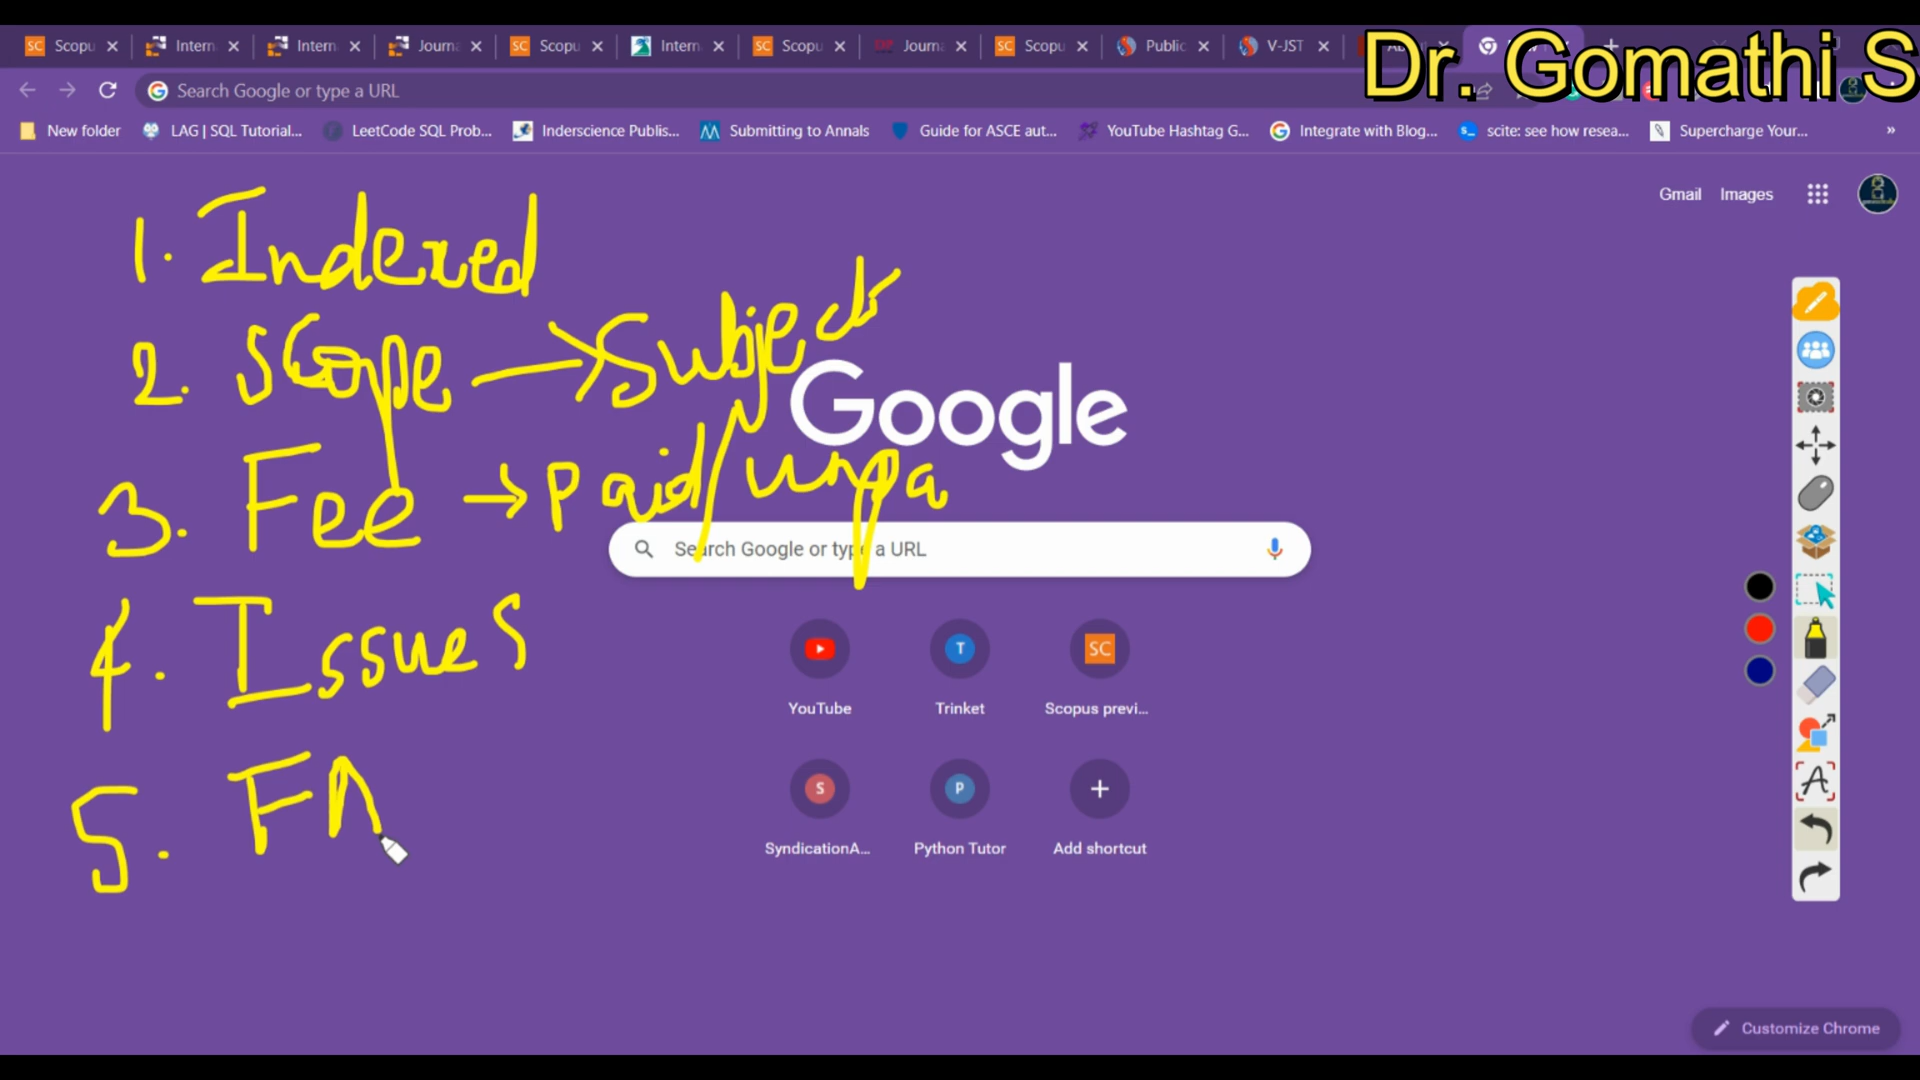 Scopu Intern Intern Journa Scopu Intern Scopu Journa Scopu Public V-JST
Dr. Gomathi S
Search Google or type a URL
New folder LAG | SQL Tutorial... LeetCode SQL Prob... Inderscience Publis... Submitting to Annals Guide for ASCE aut... YouTube Hashtag G... Integrate with Blog... scite: see how resea... Supercharge Your... »
Gmail Images
1. Indexed
2. Scope → Subject
Google
3. Fee → paid/unpa
Search Google or type a URL
4. Issues
YouTube Trinket Scopus previ...
5. FA
SyndicationA... Python Tutor Add shortcut
Customize Chrome